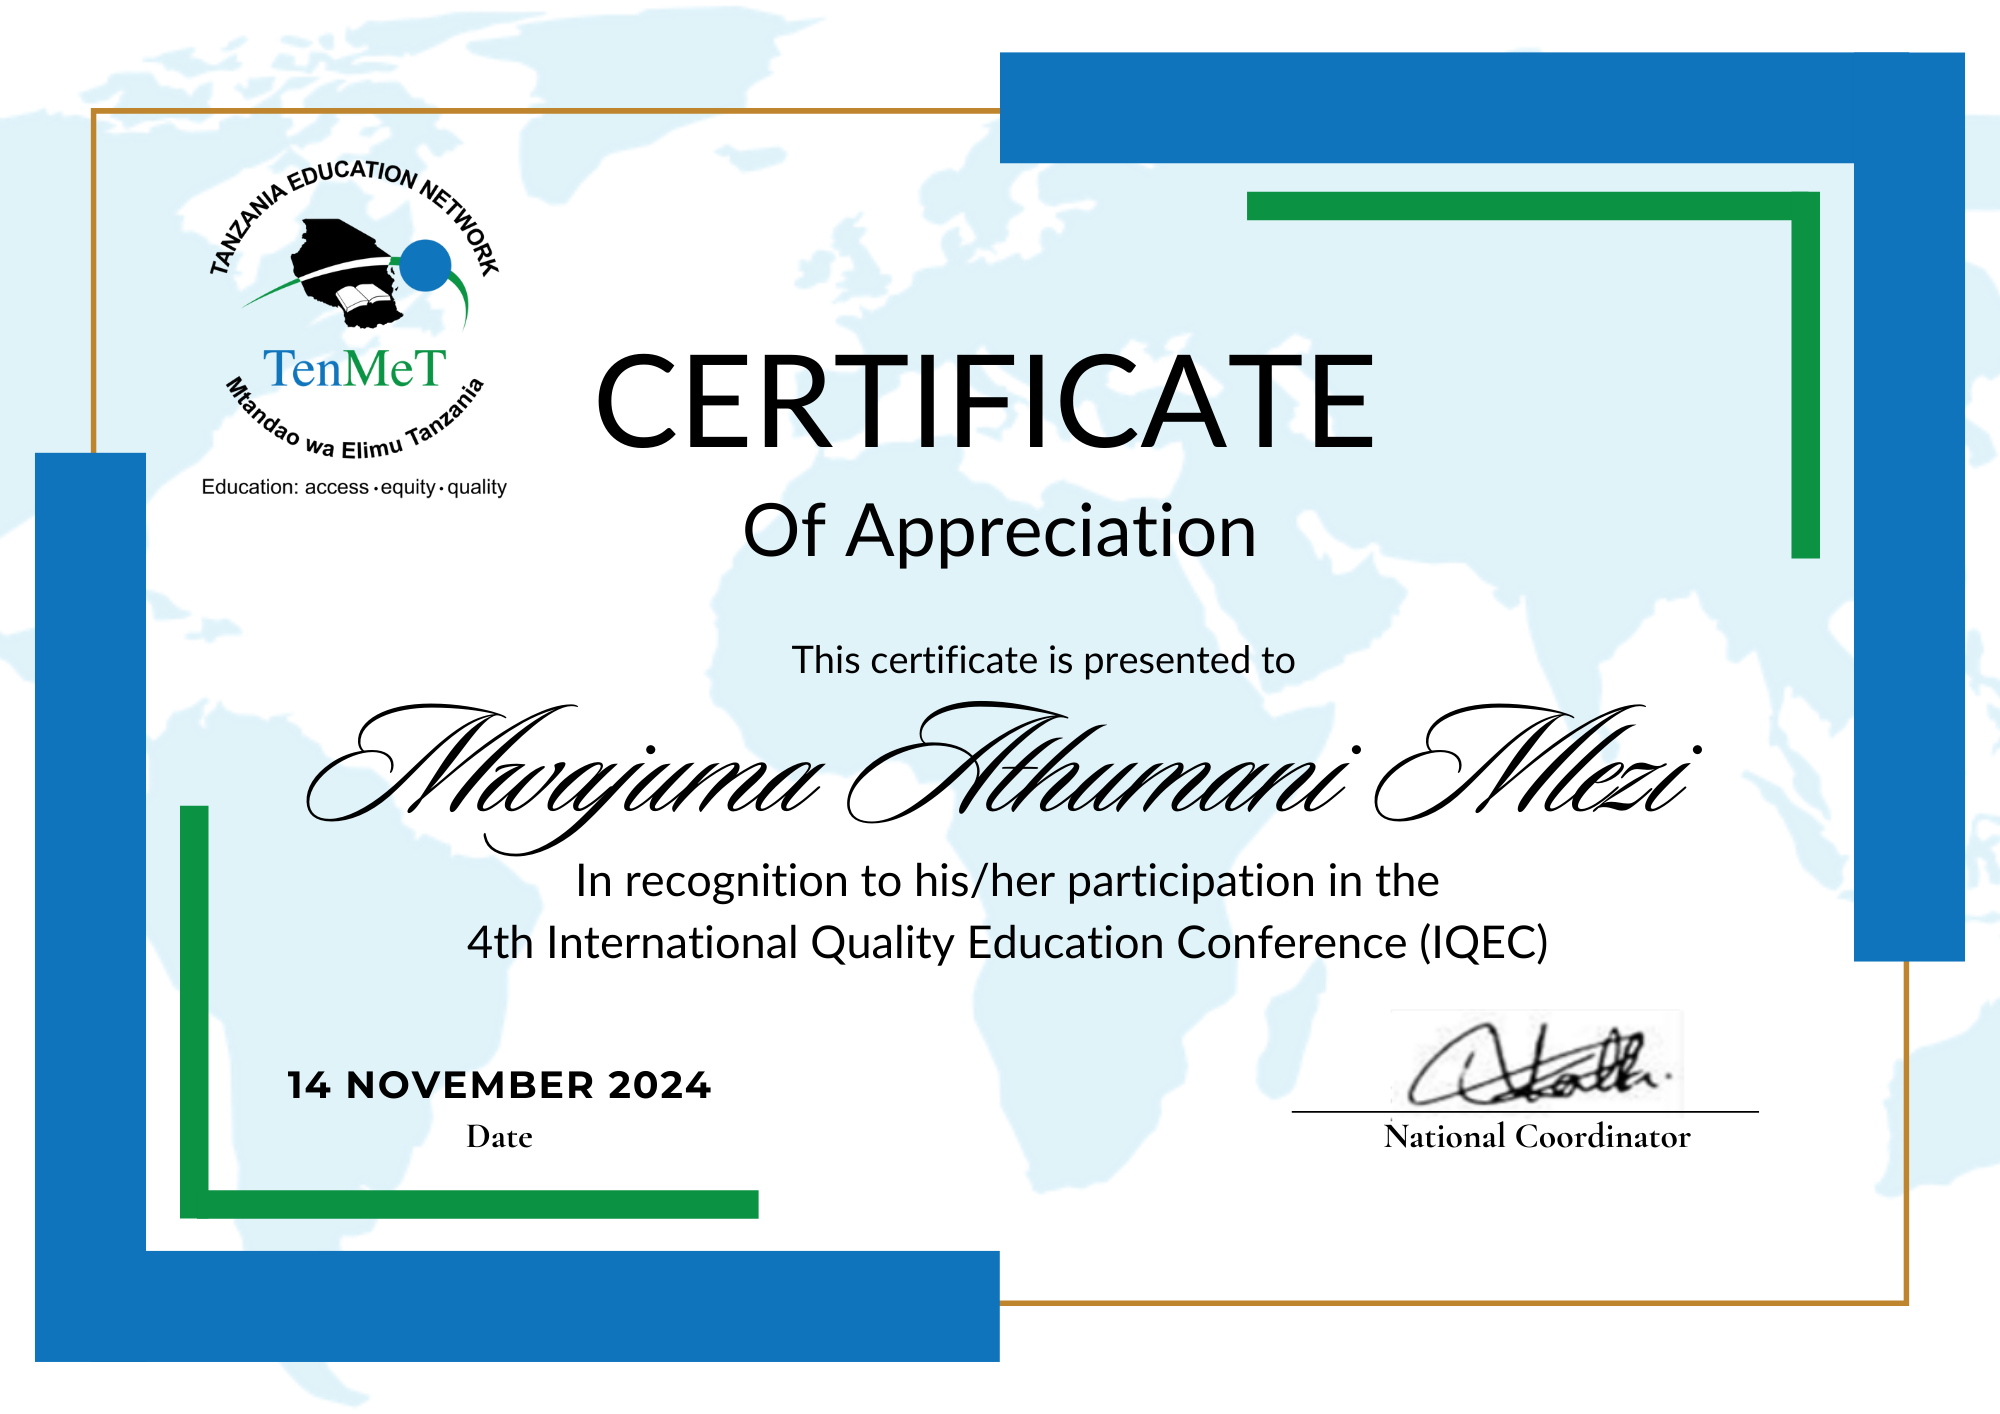 TANZANIA EDUCATION NETWORK
TenMeT
Mtandao wa Elimu Tanzania
Education: access • equity • quality
CERTIFICATE
Of Appreciation
This certificate is presented to
Mwajuma Athumani Mlezi
In recognition to his/her participation in the
4th International Quality Education Conference (IQEC)
14 NOVEMBER 2024
Date
National Coordinator